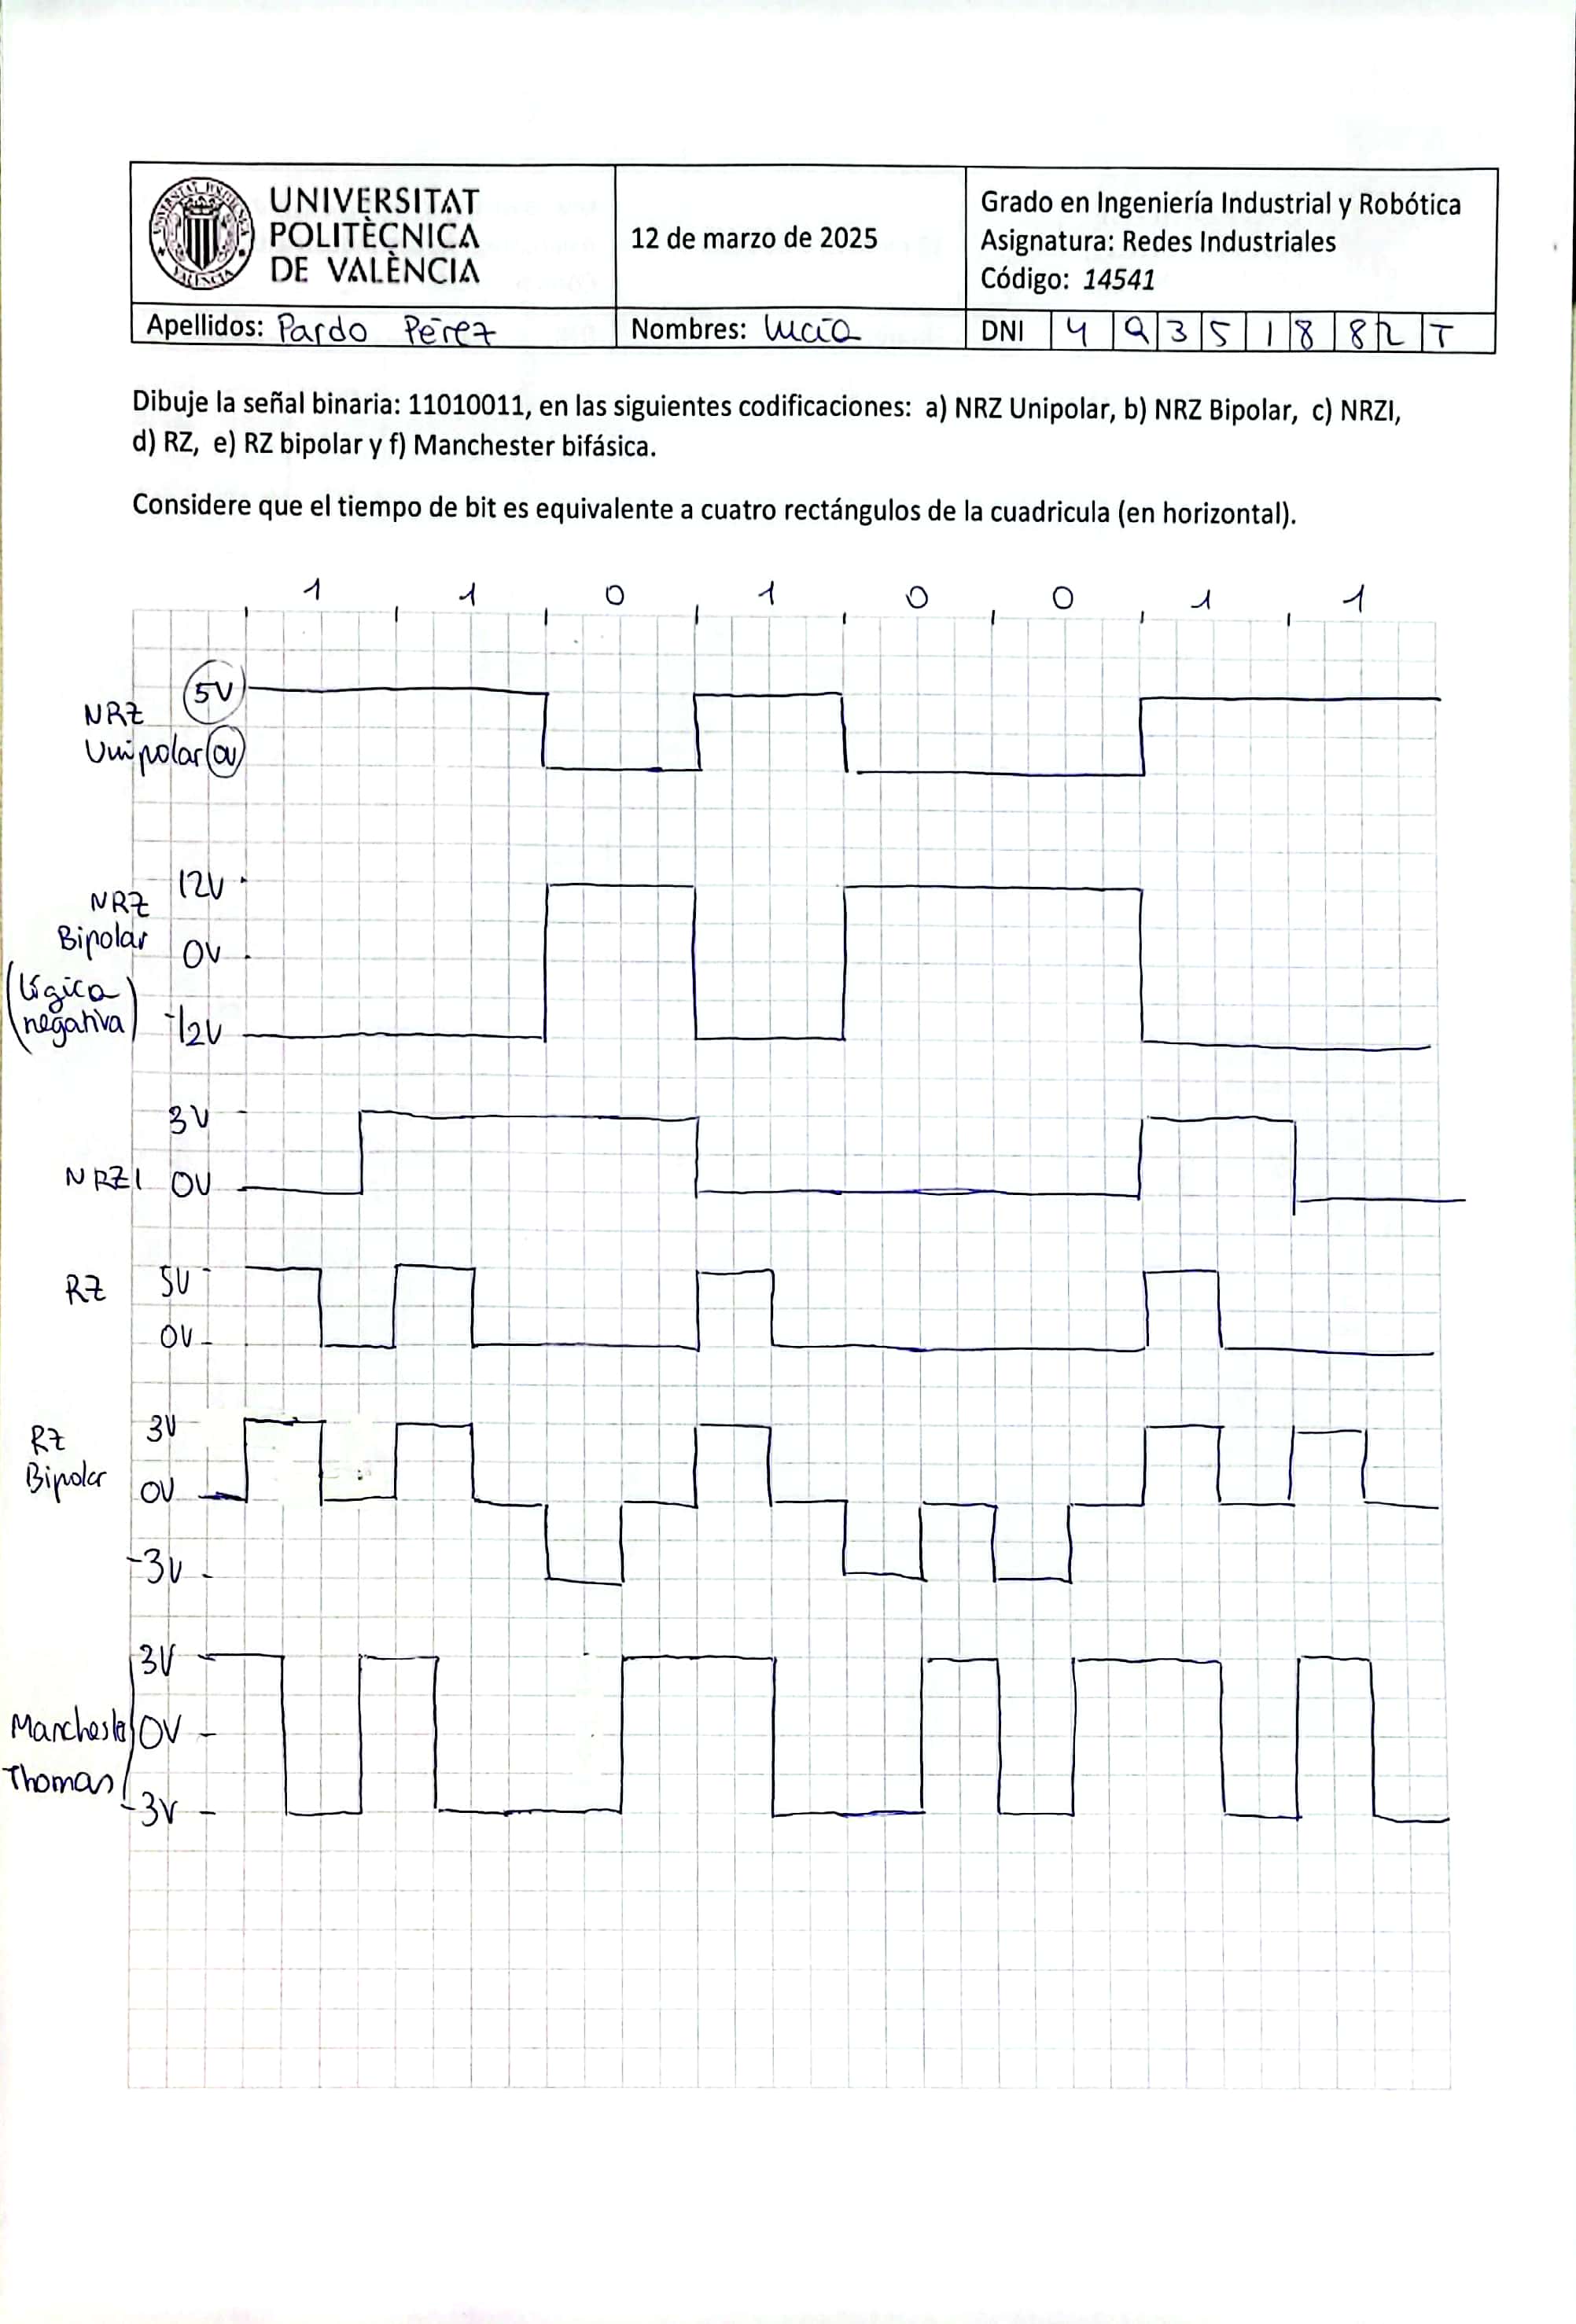 UNIVERSITAT
POLITÈCNICA
DE VALÈNCIA
12 de marzo de 2025
Grado en Ingeniería Industrial y Robótica
Asignatura: Redes Industriales
Código: 14541
Apellidos: Pardo Pérez
Nombres: Lucía
DNI 4 9 3 5 1 8 8 2 T
Dibuje la señal binaria: 11010011, en las siguientes codificaciones: a) NRZ Unipolar, b) NRZ Bipolar, c) NRZI,
d) RZ, e) RZ bipolar y f) Manchester bifásica.
Considere que el tiempo de bit es equivalente a cuatro rectángulos de la cuadricula (en horizontal).
1 1 0 1 0 0 1 1
5V
NRZ
Unipolar 0V
12V
NRZ
Bipolar
0V
(lógica
negativa)
-12V
3V
NRZI 0V
RZ 5V
0V
3V
RZ
Bipolar
0V
-3V
3V
Manchester 0V
Thomas
-3V